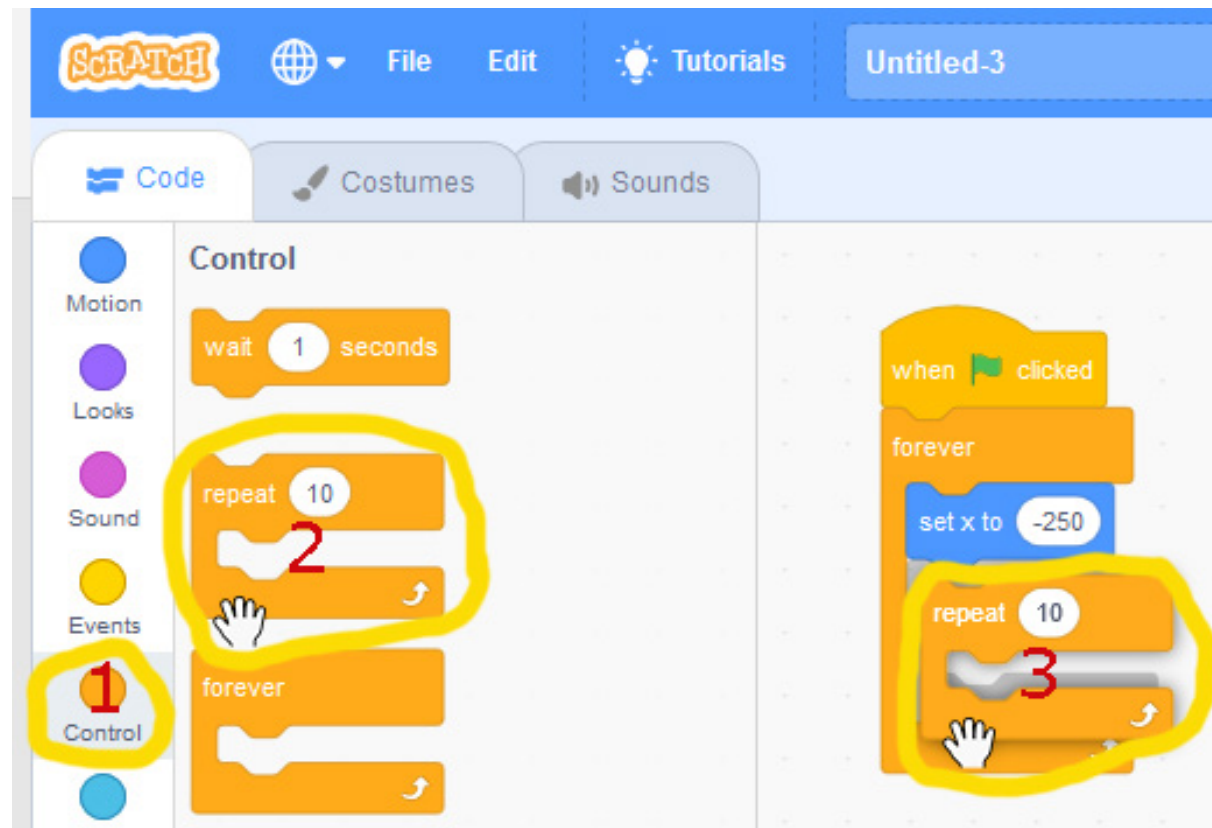 SCRATCH File Edit Tutorials Untitled-3
Code Costumes Sounds
Motion
Looks
Sound
Events
1
Control
Control
wait 1 seconds
repeat 10
2
forever
when clicked
forever
set x to -250
repeat 10
3